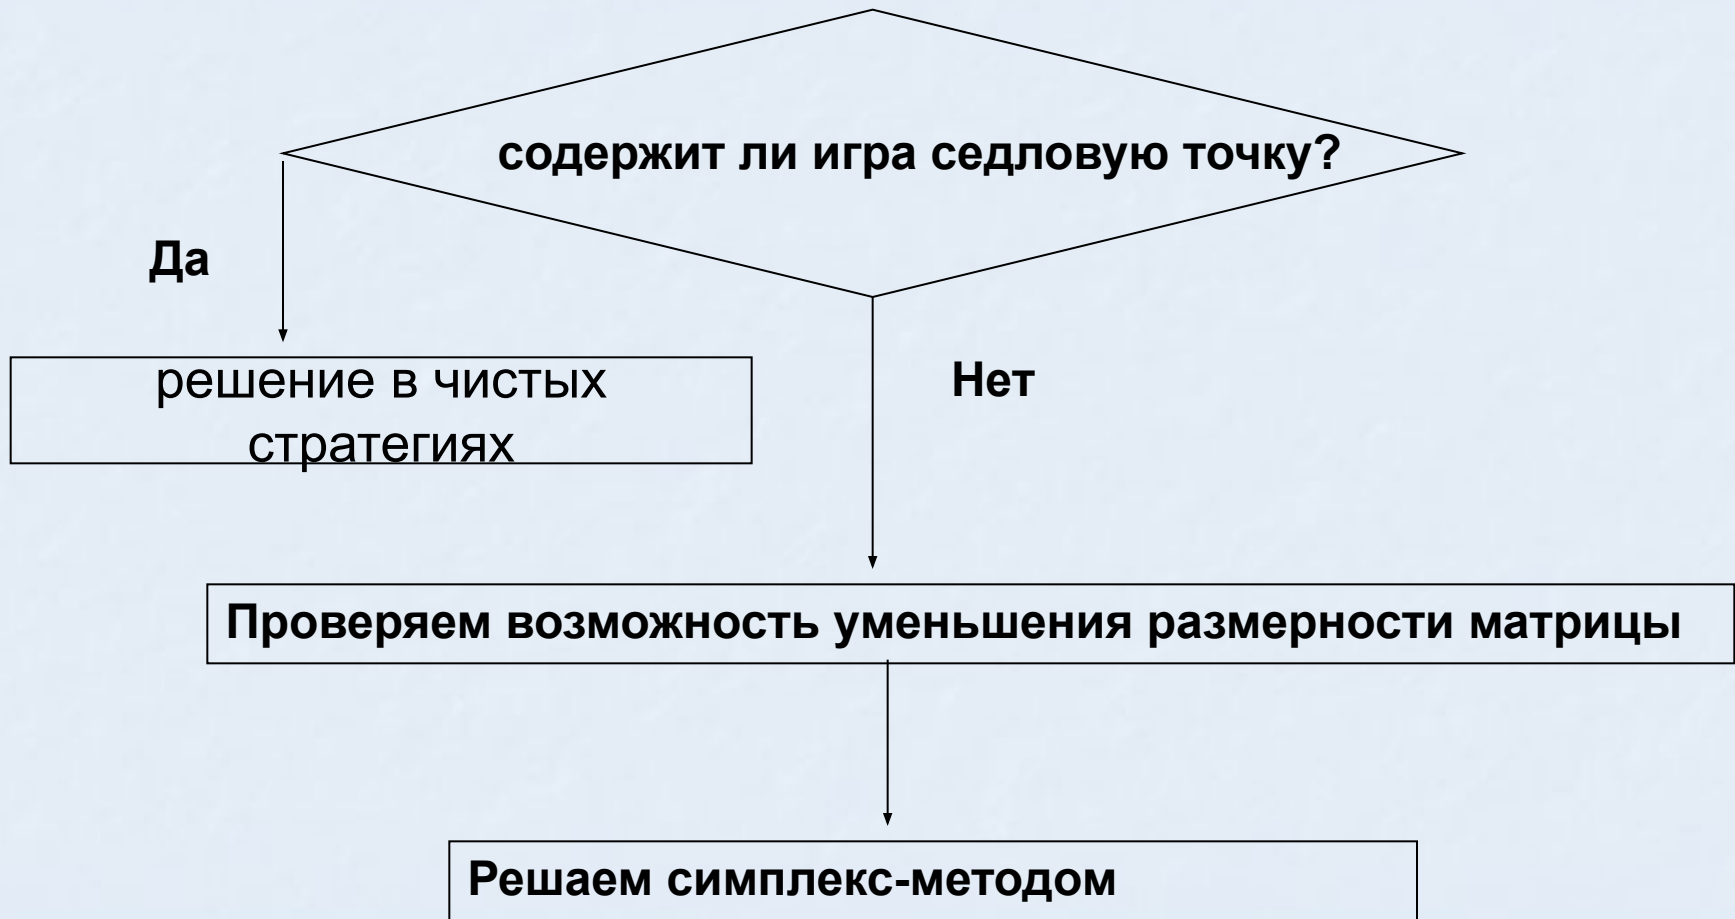 содержит ли игра седловую точку?
Да
решение в чистых
стратегиях
Нет
Проверяем возможность уменьшения размерности матрицы
Решаем симплекс-методом